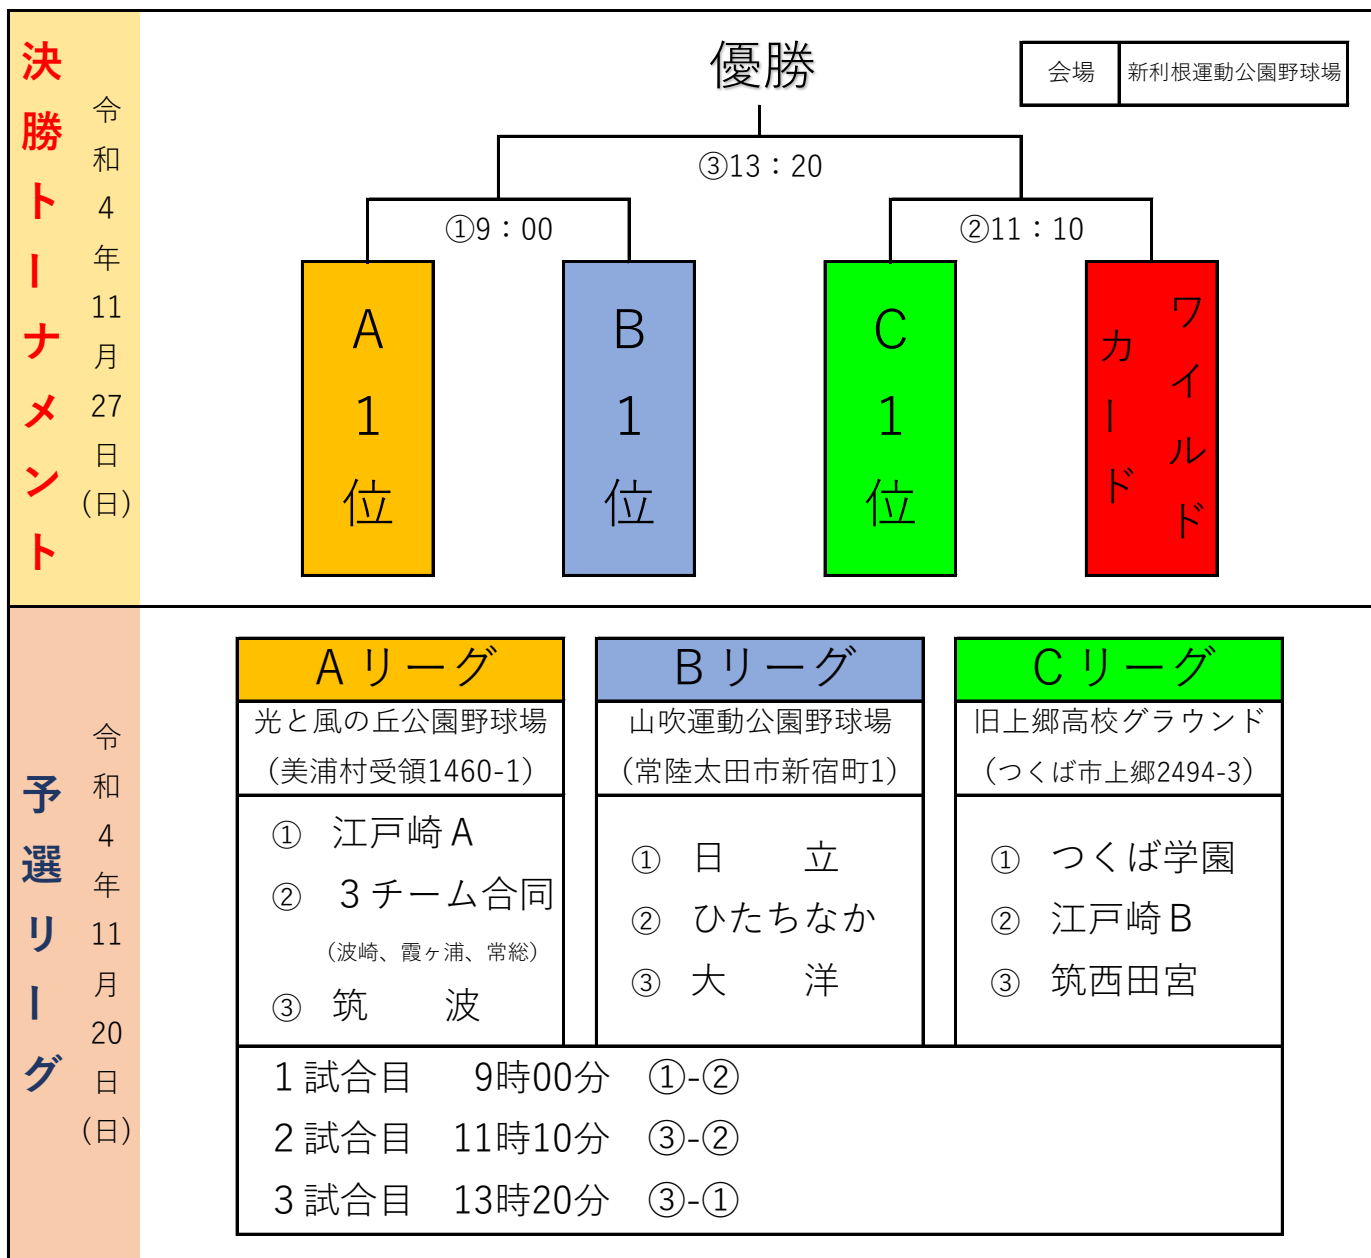 決勝トーナメント
令和4年11月27日(日)
優勝
会場 新利根運動公園野球場
③13：20
①9：00
②11：10
A1位
B1位
C1位
ワイルド
カード
予選リーグ
令和4年11月20日(日)
Aリーグ
光と風の丘公園野球場
(美浦村受領1460-1)
① 江戸崎A
② 3チーム合同
(波崎、霞ヶ浦、常総)
③ 筑　波
Bリーグ
山吹運動公園野球場
(常陸太田市新宿町1)
① 日　立
② ひたちなか
③ 大　洋
Cリーグ
旧上郷高校グラウンド
(つくば市上郷2494-3)
① つくば学園
② 江戸崎B
③ 筑西田宮
1試合目 9時00分 ①-②
2試合目 11時10分 ③-②
3試合目 13時20分 ③-①